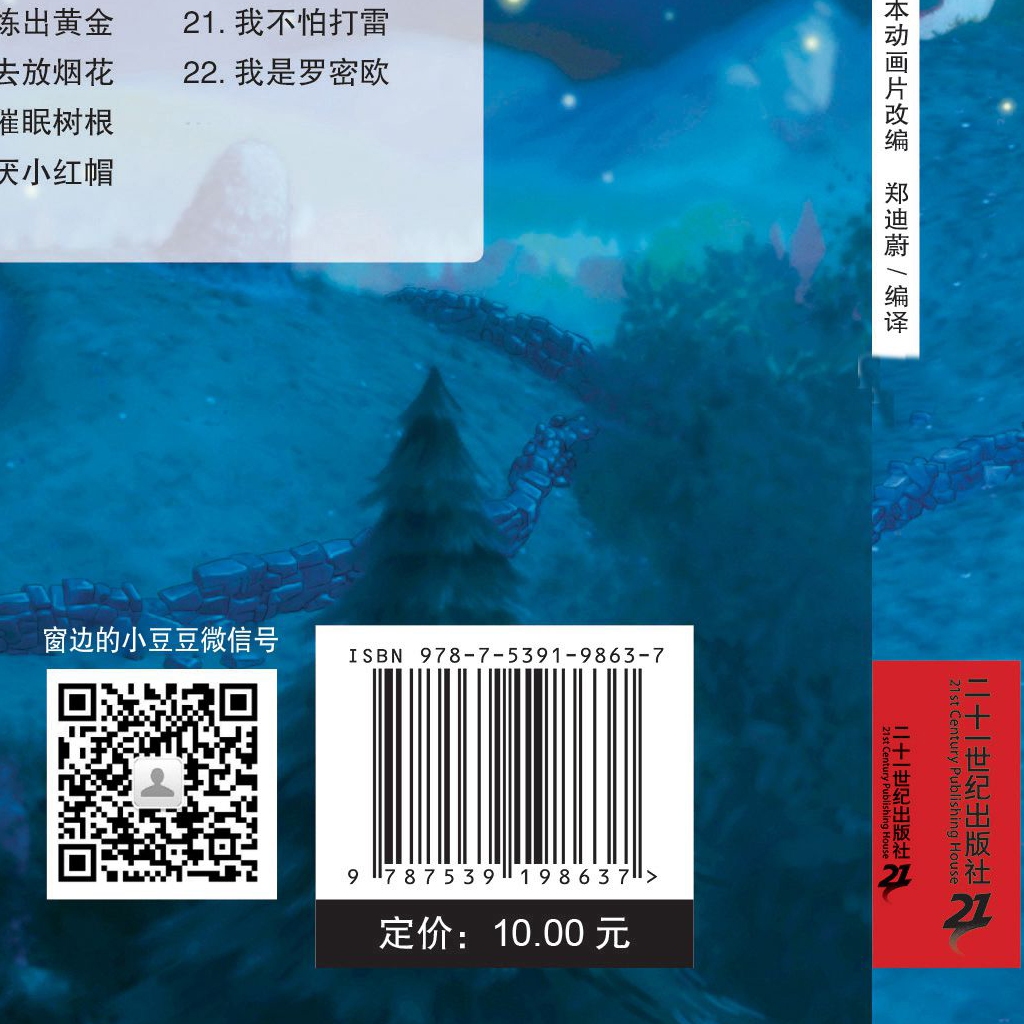 炼出黄金
去放烟花
催眠树根
厌小红帽
21. 我不怕打雷
22. 我是罗密欧
本动画片改编 郑迪蔚/编译
窗边的小豆豆微信号
ISBN 978-7-5391-9863-7
9 787539 198637 >
定价：10.00 元
二十一世纪出版社
21st Century Publishing House
21
二十一世纪出版社
21st Century Publishing House
21